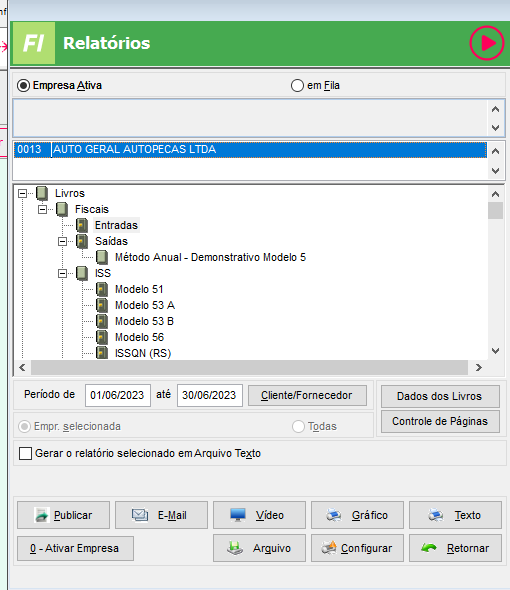 FI Relatórios
Empresa Ativa em Fila
0013 AUTO GERAL AUTOPECAS LTDA
Livros
Fiscais
Entradas
Saídas
Método Anual - Demonstrativo Modelo 5
ISS
Modelo 51
Modelo 53 A
Modelo 53 B
Modelo 56
ISSQN (RS)
Período de 01/06/2023 até 30/06/2023 Cliente/Fornecedor Dados dos Livros
Empr. selecionada Todas Controle de Páginas
Gerar o relatório selecionado em Arquivo Texto
Publicar E-Mail Vídeo Gráfico Texto
0 - Ativar Empresa Arquivo Configurar Retornar